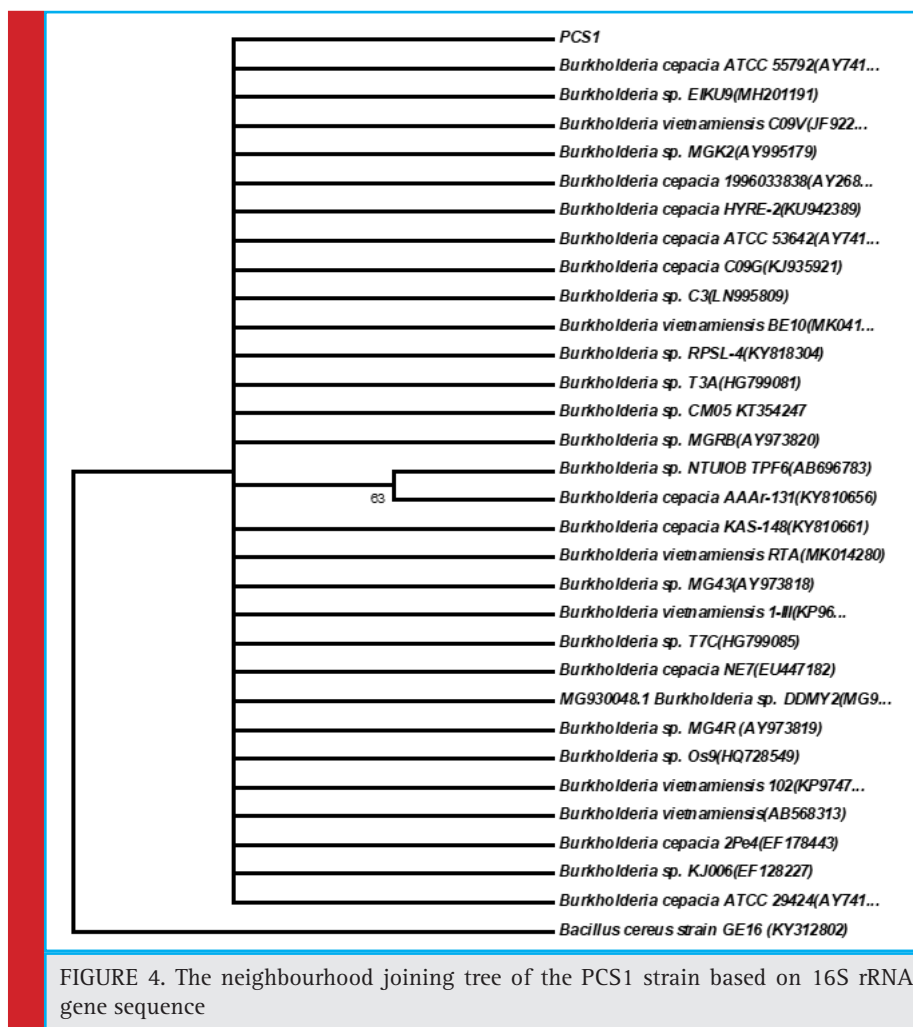 PCS1
Burkholderia cepacia ATCC 55792(AY741...
Burkholderia sp. EIKU9(MH201191)
Burkholderia vietnamiensis C09V(JF922...
Burkholderia sp. MGK2(AY995179)
Burkholderia cepacia 1996033838(AY268...
Burkholderia cepacia HYRE-2(KU942389)
Burkholderia cepacia ATCC 53642(AY741...
Burkholderia cepacia C09G(KJ935921)
Burkholderia sp. C3(LN995809)
Burkholderia vietnamiensis BE10(MK041...
Burkholderia sp. RPSL-4(KY818304)
Burkholderia sp. T3A(HG799081)
Burkholderia sp. CM05 KT354247
Burkholderia sp. MGRB(AY973820)
Burkholderia sp. NTUIOB TPF6(AB696783)
63
Burkholderia cepacia AAAr-131(KY810656)
Burkholderia cepacia KAS-148(KY810661)
Burkholderia vietnamiensis RTA(MK014280)
Burkholderia sp. MG43(AY973818)
Burkholderia vietnamiensis 1-III(KP96...
Burkholderia sp. T7C(HG799085)
Burkholderia cepacia NE7(EU447182)
MG930048.1 Burkholderia sp. DDMY2(MG9...
Burkholderia sp. MG4R (AY973819)
Burkholderia sp. Os9(HQ728549)
Burkholderia vietnamiensis 102(KP9747...
Burkholderia vietnamiensis(AB568313)
Burkholderia cepacia 2Pe4(EF178443)
Burkholderia sp. KJ006(EF128227)
Burkholderia cepacia ATCC 29424(AY741...
Bacillus cereus strain GE16 (KY312802)
FIGURE 4. The neighbourhood joining tree of the PCS1 strain based on 16S rRNA
gene sequence